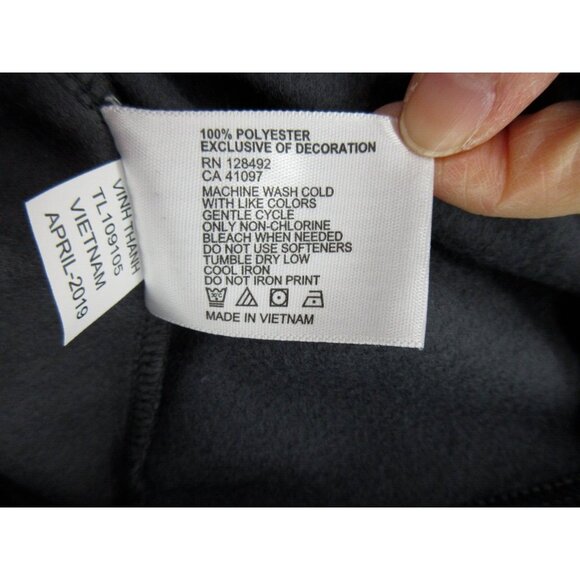 100% POLYESTER
EXCLUSIVE OF DECORATION
RN 128492
CA 41097
MACHINE WASH COLD
WITH LIKE COLORS
GENTLE CYCLE
ONLY NON-CHLORINE
BLEACH WHEN NEEDED
DO NOT USE SOFTENERS
TUMBLE DRY LOW
COOL IRON
DO NOT IRON PRINT
MADE IN VIETNAM
VINH THANH
TL109105
VIETNAM
APRIL-2019